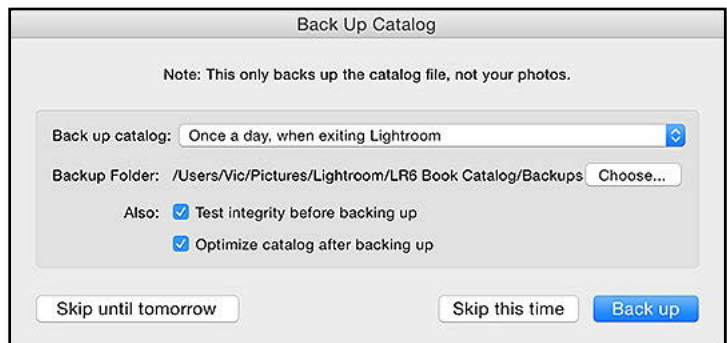 Back Up Catalog
Note: This only backs up the catalog file, not your photos.
Back up catalog: Once a day, when exiting Lightroom
Backup Folder: /Users/Vic/Pictures/Lightroom/LR6 Book Catalog/Backups Choose...
Also: Test integrity before backing up
Optimize catalog after backing up
Skip until tomorrow Skip this time Back up